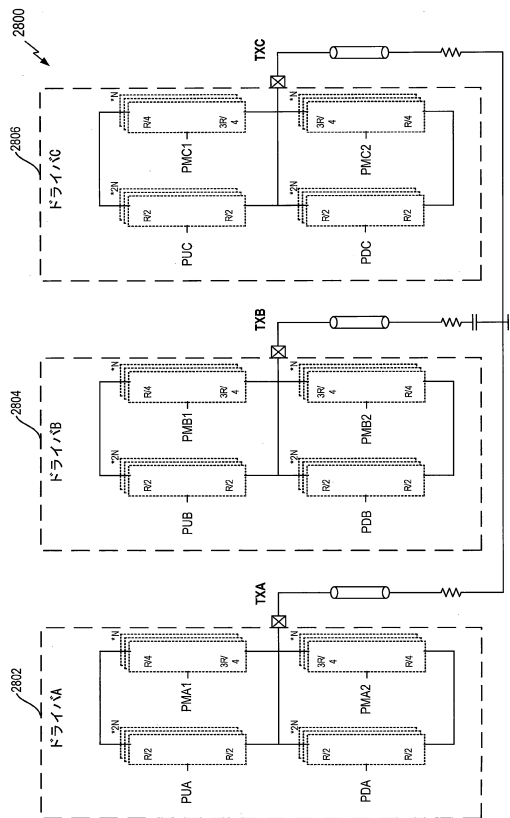 2800
2806
ドライバC
*2N
R/2
R/2
PUC
*N
R/4
3R/
4
PMC1
TXC
*2N
R/2
R/2
PDC
*N
3R/
4
R/4
PMC2
2804
ドライバB
*2N
R/2
R/2
PUB
*N
R/4
3R/
4
PMB1
TXB
*2N
R/2
R/2
PDB
*N
3R/
4
R/4
PMB2
2802
ドライバA
*2N
R/2
R/2
PUA
*N
R/4
3R/
4
PMA1
TXA
*2N
R/2
R/2
PDA
*N
3R/
4
R/4
PMA2